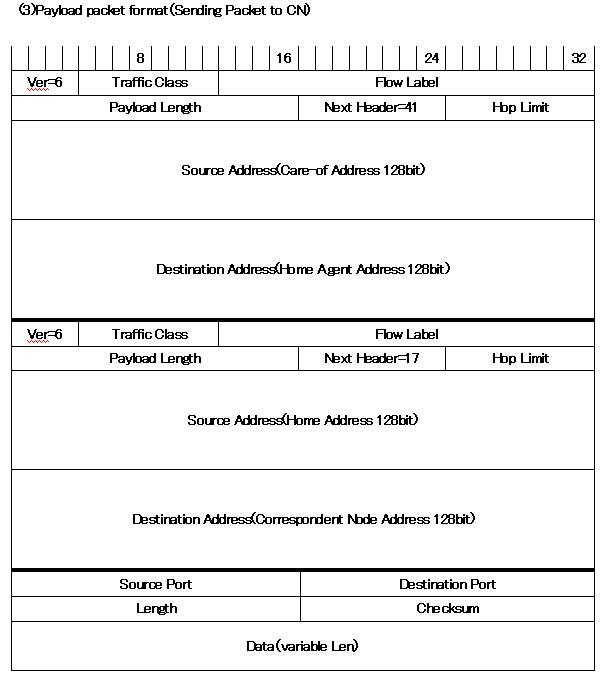 (3)Payload packet format(Sending Packet to CN)
8 16 24 32
Ver=6 Traffic Class Flow Label
Payload Length Next Header=41 Hop Limit
Source Address(Care-of Address 128bit)
Destination Address(Home Agent Address 128bit)
Ver=6 Traffic Class Flow Label
Payload Length Next Header=17 Hop Limit
Source Address(Home Address 128bit)
Destination Address(Correspondent Node Address 128bit)
Source Port Destination Port
Length Checksum
Data(variable Len)